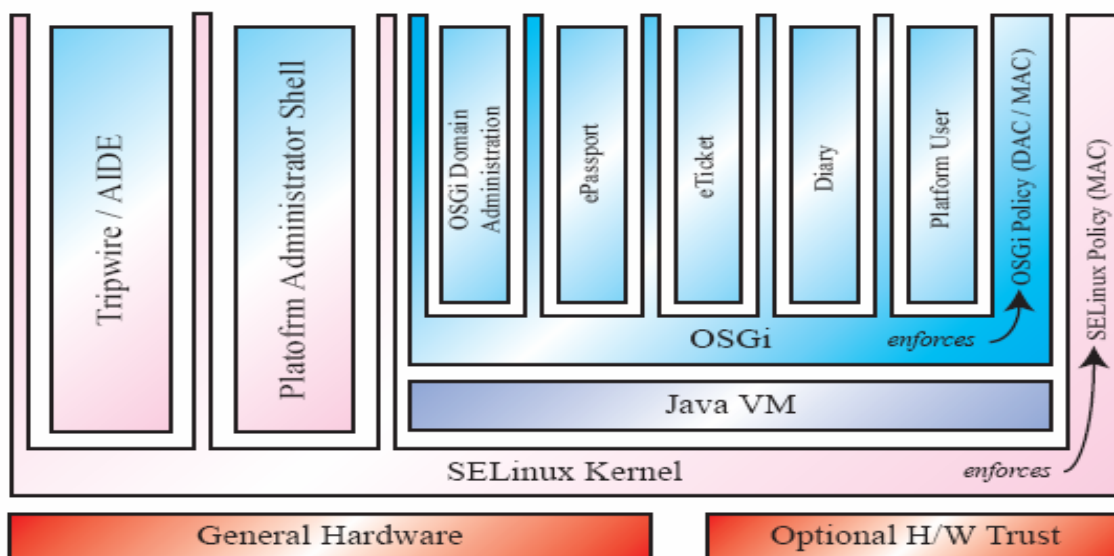 Tripwire / AIDE
Platofrm Administrator Shell
OSGi Domain
Administration
ePassport
eTicket
Diary
Platform User
OSGi Policy (DAC / MAC)
SELinux Policy (MAC)
OSGi
enforces
Java VM
SELinux Kernel
enforces
General Hardware
Optional H/W Trust